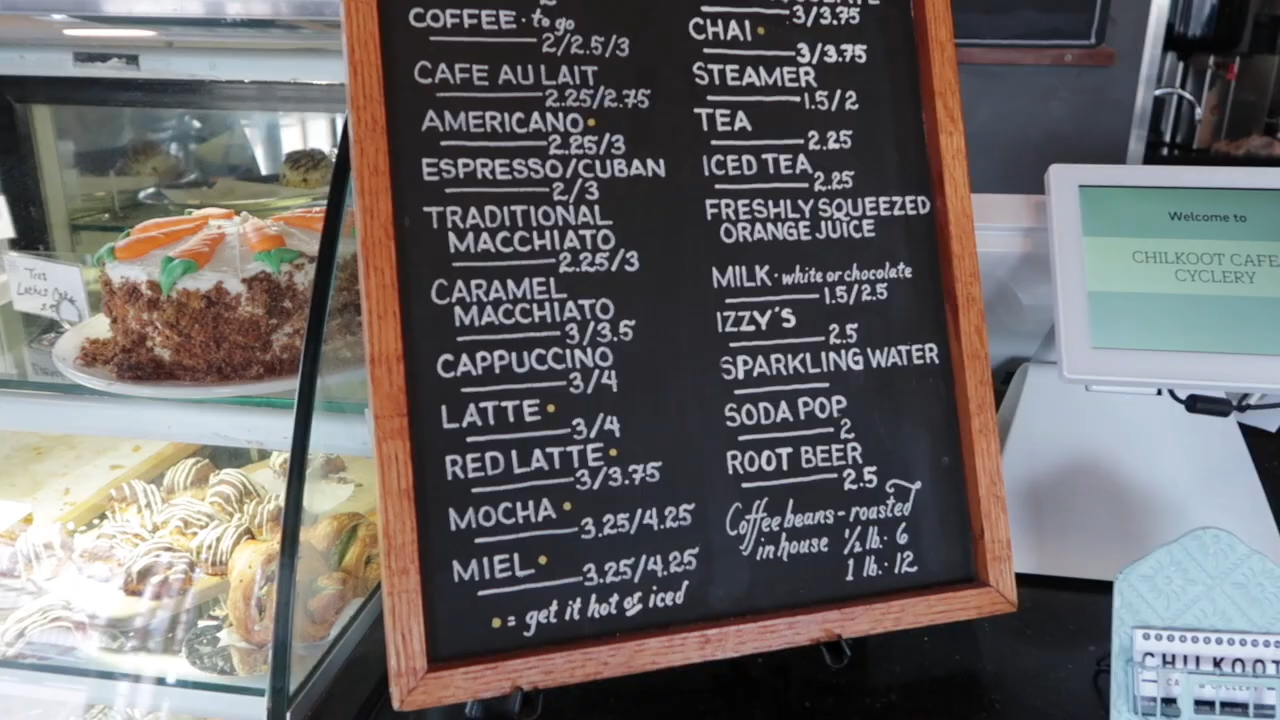 COFFEE · to go
2/2.5/3
CAFE AU LAIT
2.25/2.75
AMERICANO •
2.25/3
ESPRESSO/CUBAN
2/3
TRADITIONAL
MACCHIATO
2.25/3
CARAMEL
MACCHIATO
3/3.5
CAPPUCCINO
3/4
LATTE •
3/4
RED LATTE •
3/3.75
MOCHA •
3.25/4.25
MIEL •
3.25/4.25
• = get it hot or iced
3/3.75
CHAI •
3/3.75
STEAMER
1.5/2
TEA
2.25
ICED TEA
2.25
FRESHLY SQUEEZED
ORANGE JUICE
MILK · white or chocolate
1.5/2.5
IZZY'S
2.5
SPARKLING WATER
SODA POP
2
ROOT BEER
2.5
Coffee beans - roasted
in house 1/2 lb. · 6
1 lb. · 12
Tres
Leches Cake
Welcome to
CHILKOOT CAFE
CYCLERY
CHILKOOT